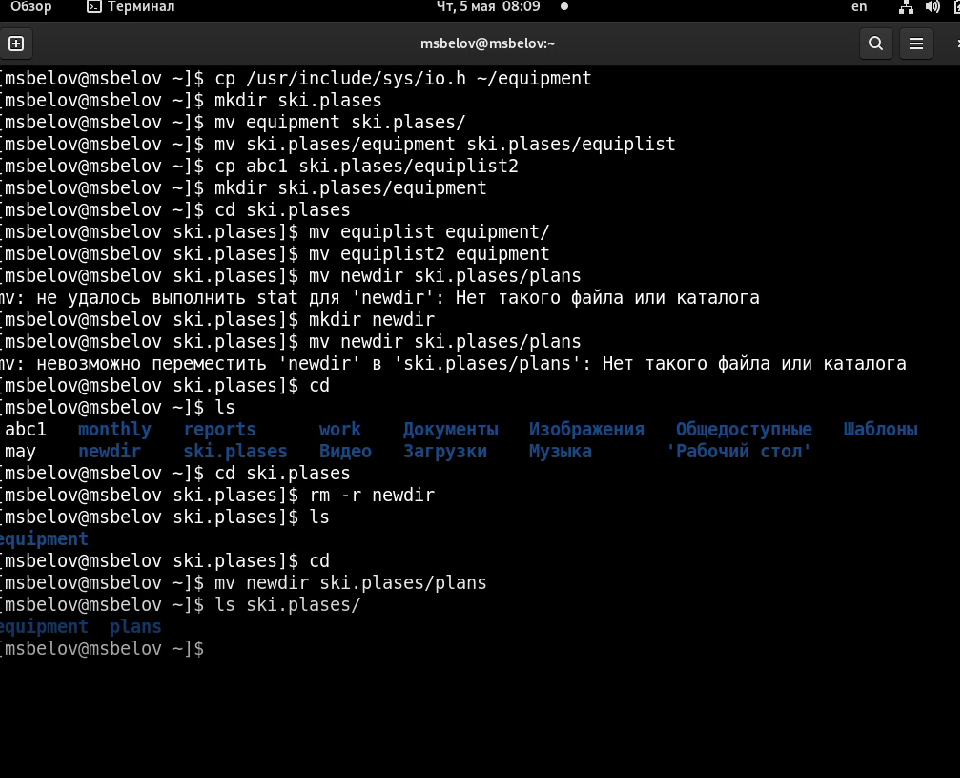 Обзор Терминал Чт, 5 мая 08:09 en
msbelov@msbelov:~
[msbelov@msbelov ~]$ cp /usr/include/sys/io.h ~/equipment
[msbelov@msbelov ~]$ mkdir ski.plases
[msbelov@msbelov ~]$ mv equipment ski.plases/
[msbelov@msbelov ~]$ mv ski.plases/equipment ski.plases/equiplist
[msbelov@msbelov ~]$ cp abc1 ski.plases/equiplist2
[msbelov@msbelov ~]$ mkdir ski.plases/equipment
[msbelov@msbelov ~]$ cd ski.plases
[msbelov@msbelov ski.plases]$ mv equiplist equipment/
[msbelov@msbelov ski.plases]$ mv equiplist2 equipment
[msbelov@msbelov ski.plases]$ mv newdir ski.plases/plans
mv: не удалось выполнить stat для 'newdir': Нет такого файла или каталога
[msbelov@msbelov ski.plases]$ mkdir newdir
[msbelov@msbelov ski.plases]$ mv newdir ski.plases/plans
mv: невозможно переместить 'newdir' в 'ski.plases/plans': Нет такого файла или каталога
[msbelov@msbelov ski.plases]$ cd
[msbelov@msbelov ~]$ ls
abc1 monthly reports work Документы Изображения Общедоступные Шаблоны
may newdir ski.plases Видео Загрузки Музыка 'Рабочий стол'
[msbelov@msbelov ~]$ cd ski.plases
[msbelov@msbelov ski.plases]$ rm -r newdir
[msbelov@msbelov ski.plases]$ ls
equipment
[msbelov@msbelov ski.plases]$ cd
[msbelov@msbelov ~]$ mv newdir ski.plases/plans
[msbelov@msbelov ~]$ ls ski.plases/
equipment plans
[msbelov@msbelov ~]$